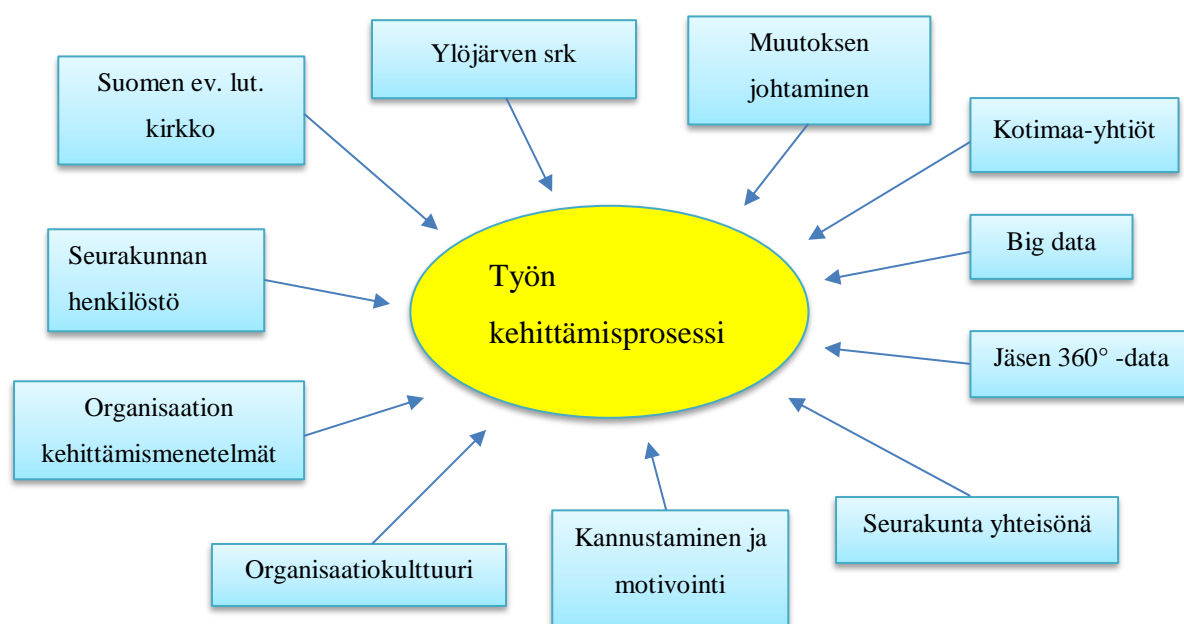 Ylöjärven srk
Muutoksen
johtaminen
Suomen ev. lut.
kirkko
Kotimaa-yhtiöt
Seurakunnan
henkilöstö
Big data
Työn
kehittämisprosessi
Jäsen 360° -data
Organisaation
kehittämismenetelmät
Seurakunta yhteisönä
Kannustaminen ja
motivointi
Organisaatiokulttuuri